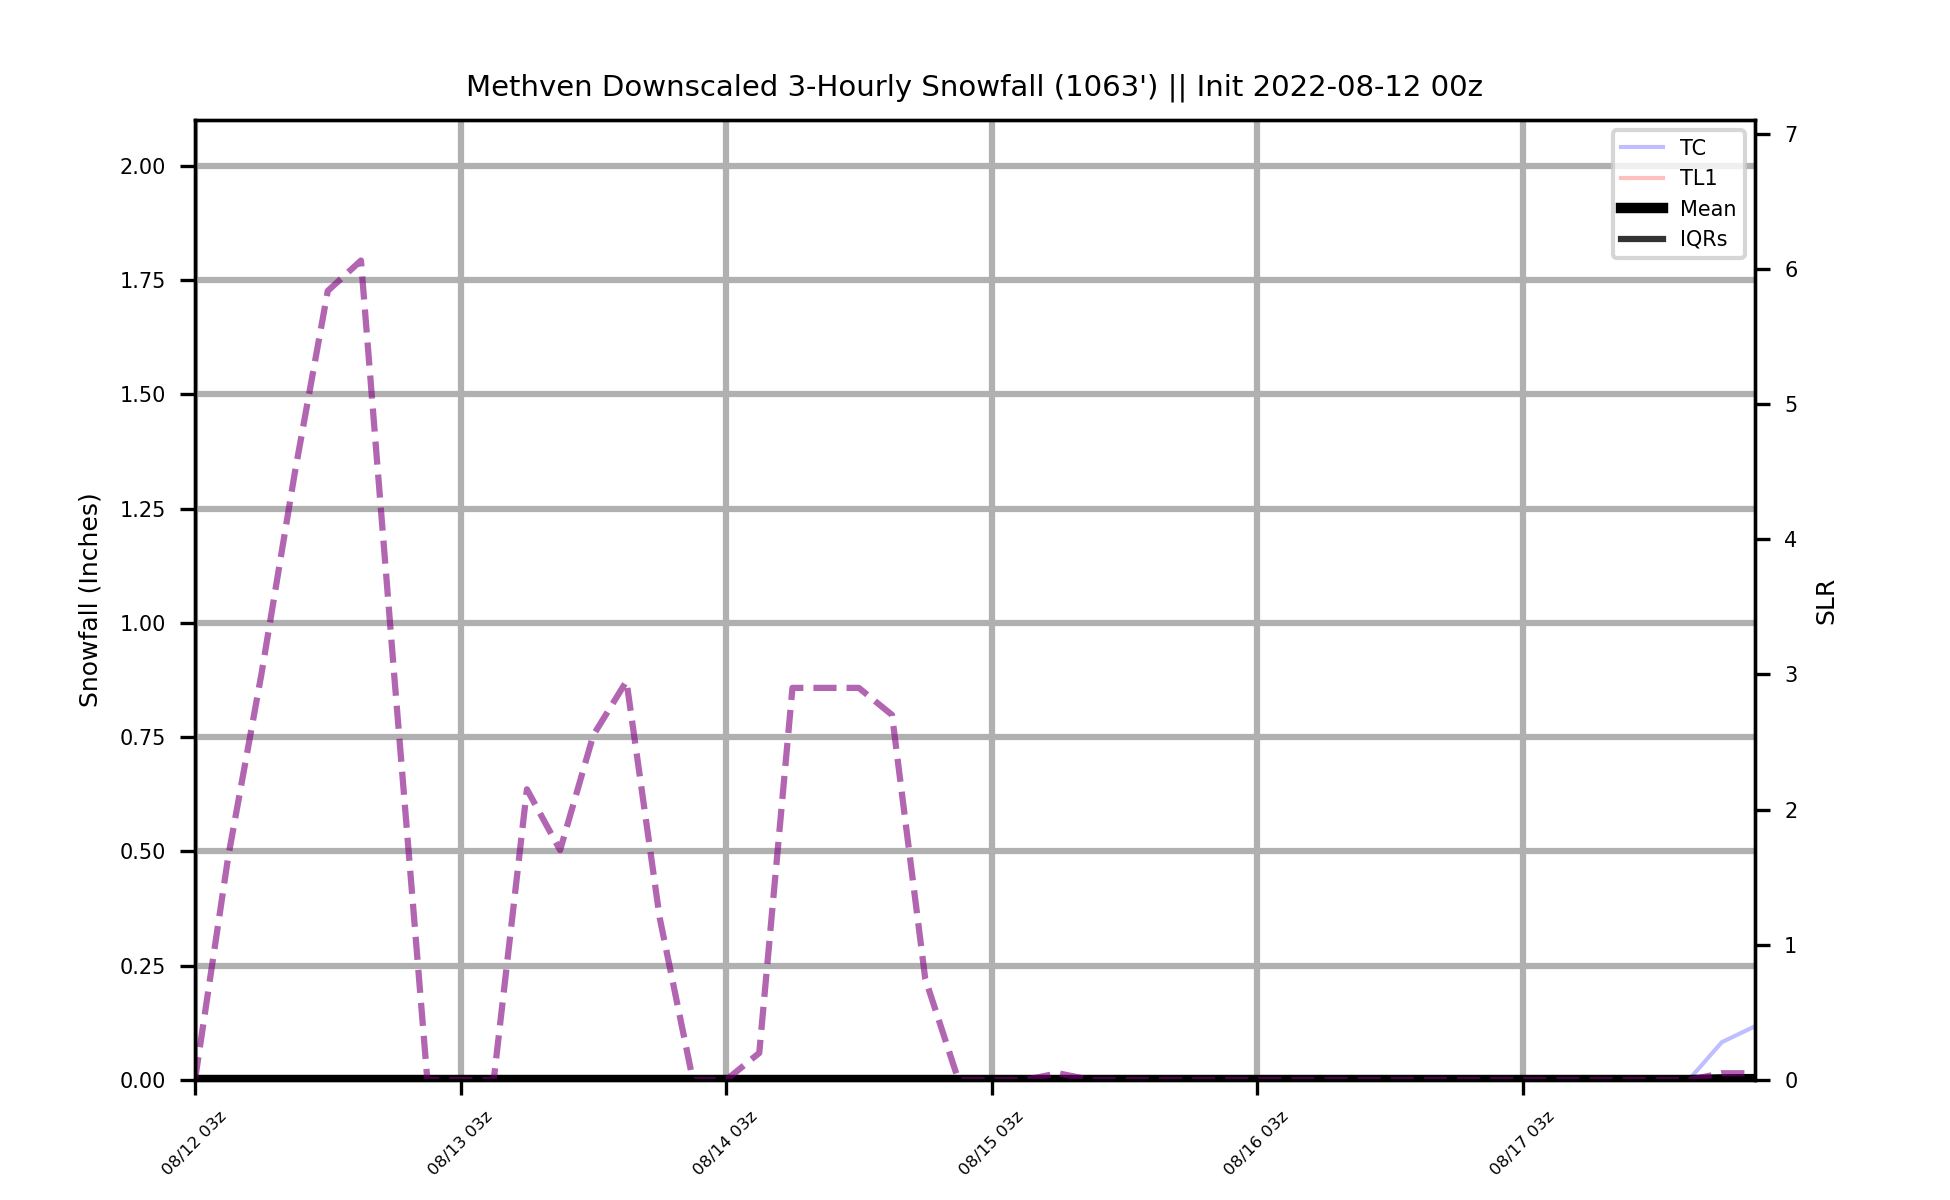 Methven Downscaled 3-Hourly Snowfall (1063') || Init 2022-08-12 00z
TC
TL1
Mean
IQRs
Snowfall (Inches)
2.00
1.75
1.50
1.25
1.00
0.75
0.50
0.25
0.00
7
6
5
4
3
2
1
0
SLR
08/12 03z
08/13 03z
08/14 03z
08/15 03z
08/16 03z
08/17 03z